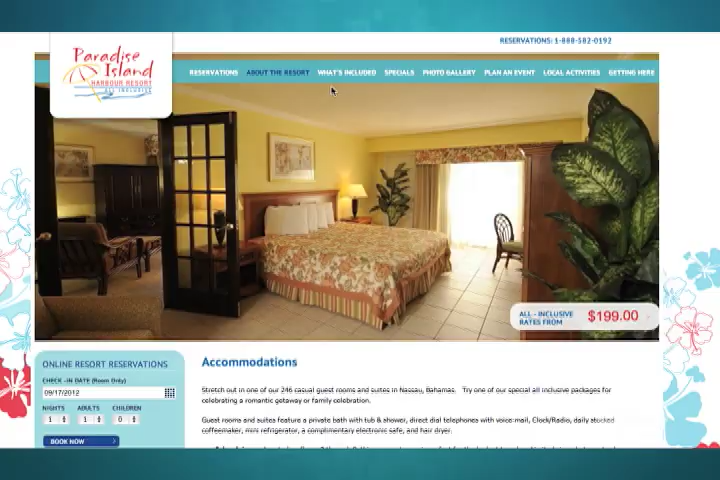 RESERVATIONS: 1-888-582-0192
Paradise
Island
HARBOUR RESORT
ALL INCLUSIVE
RESERVATIONS ABOUT THE RESORT WHAT'S INCLUDED SPECIALS PHOTO GALLERY PLAN AN EVENT LOCAL ACTIVITIES GETTING HERE
ALL - INCLUSIVE
RATES FROM
$199.00
ONLINE RESORT RESERVATIONS
CHECK -IN DATE (Room Only)
09/17/2012
NIGHTS ADULTS CHILDREN
1 1 0
BOOK NOW
Accommodations
Stretch out in one of our 246 casual guest rooms and suites in Nassau, Bahamas. Try one of our special all inclusive packages for
celebrating a romantic getaway or family celebration.
Guest rooms and suites feature a private bath with tub & shower, direct dial telephones with voice-mail, Clock/Radio, daily stocked
coffeemaker, mini refrigerator, a complimentary electronic safe, and hair dryer.